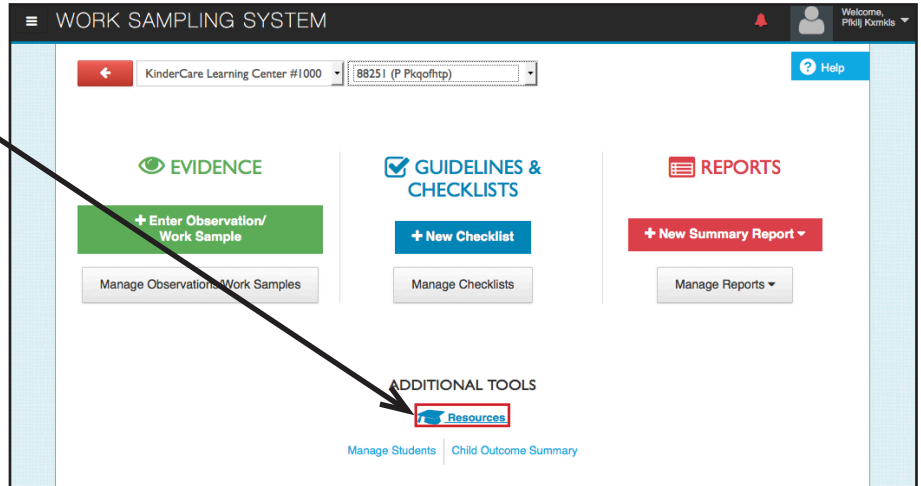 WORK SAMPLING SYSTEM
Welcome,
Pfkilj Kxmkls
KinderCare Learning Center #1000
88251 (P Pkqofhtp)
Help
EVIDENCE
+ Enter Observation/
Work Sample
Manage Observations/Work Samples
GUIDELINES &
CHECKLISTS
+ New Checklist
Manage Checklists
REPORTS
+ New Summary Report
Manage Reports
ADDITIONAL TOOLS
Resources
Manage Students
Child Outcome Summary